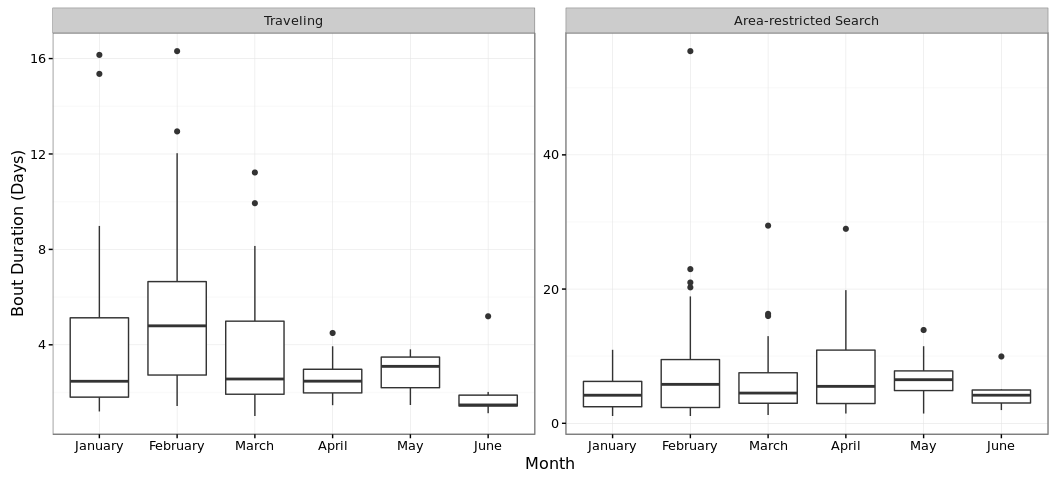 Traveling
Area-restricted Search
Bout Duration (Days)
16
12
8
4
40
20
0
January February March April May June
January February March April May June
Month